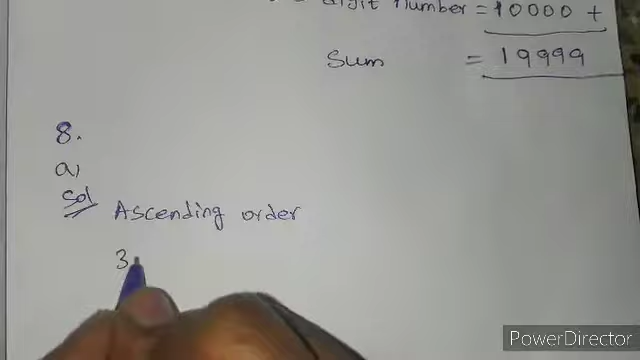 digit number = 10000 +
Sum = 19999
8.
a)
Sol Ascending order
3
PowerDirector